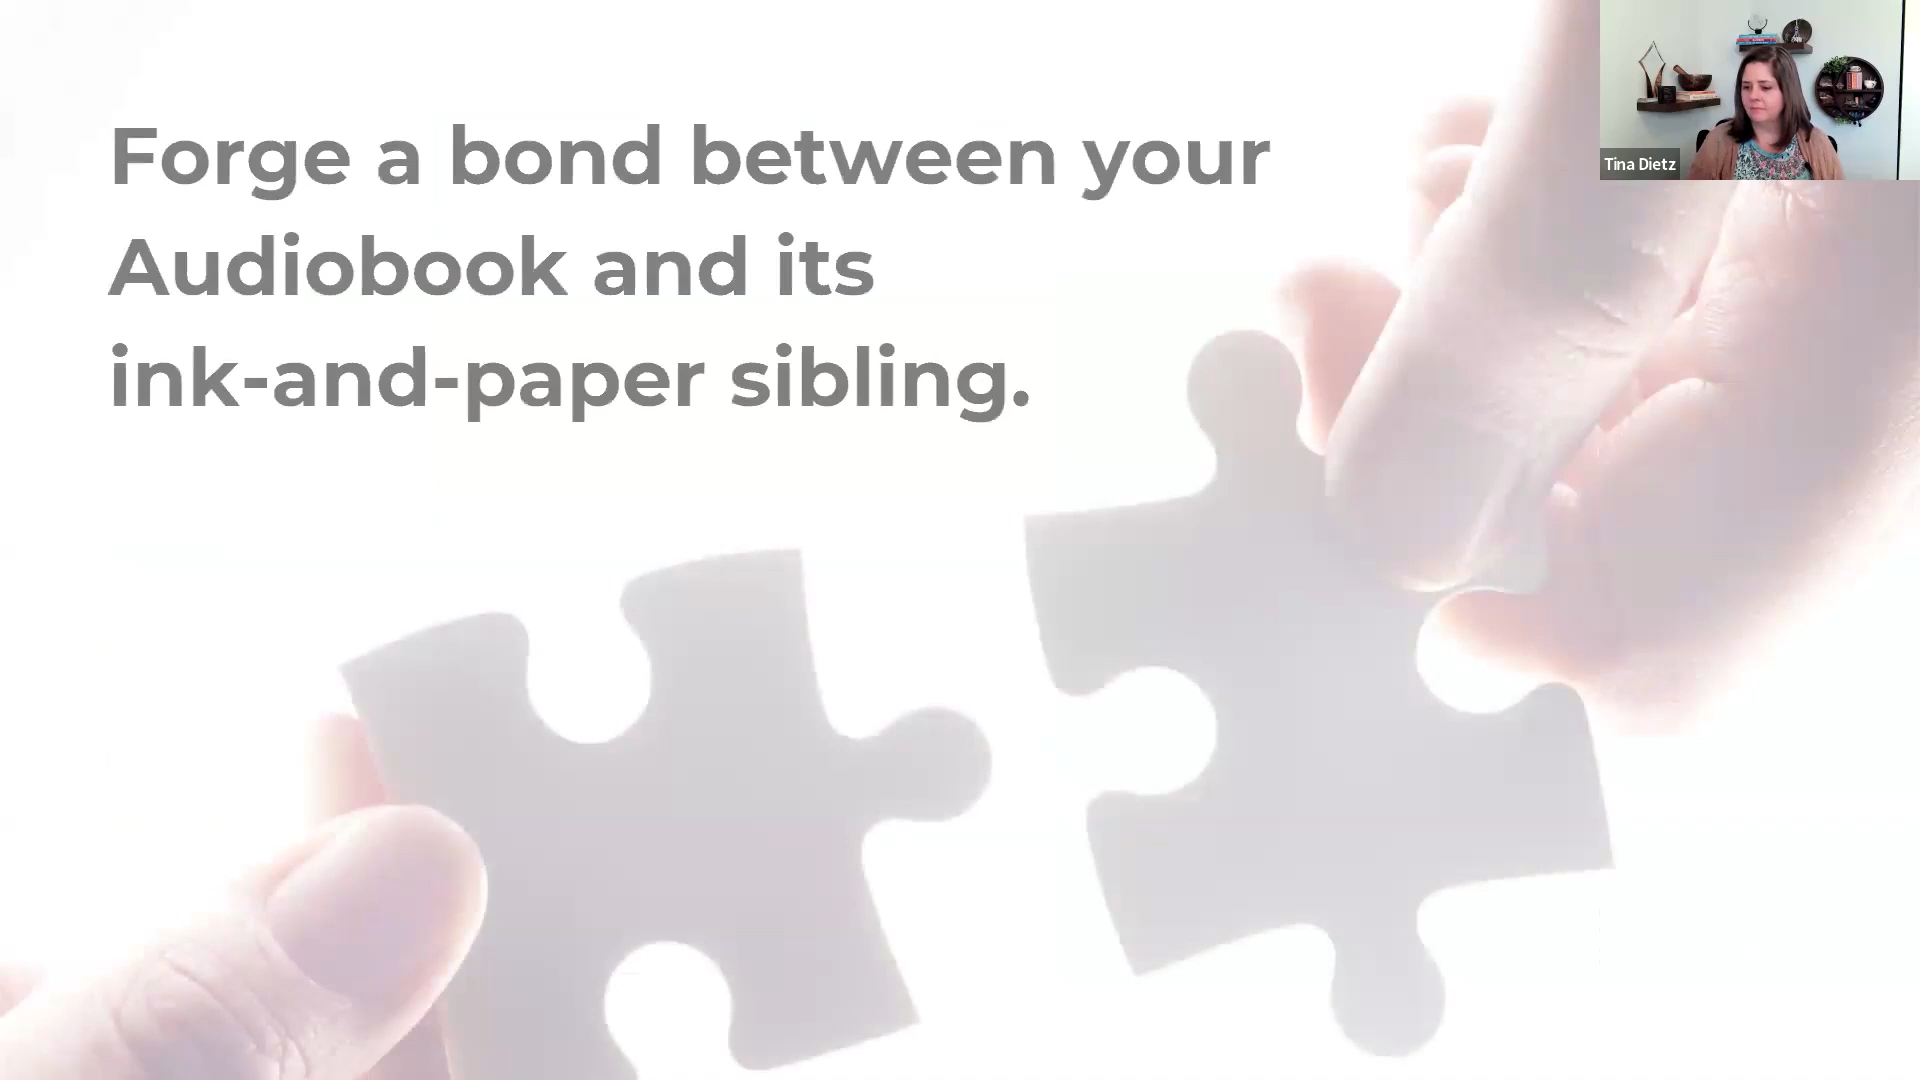 Forge a bond between your
Audiobook and its
ink-and-paper sibling.
Tina Dietz